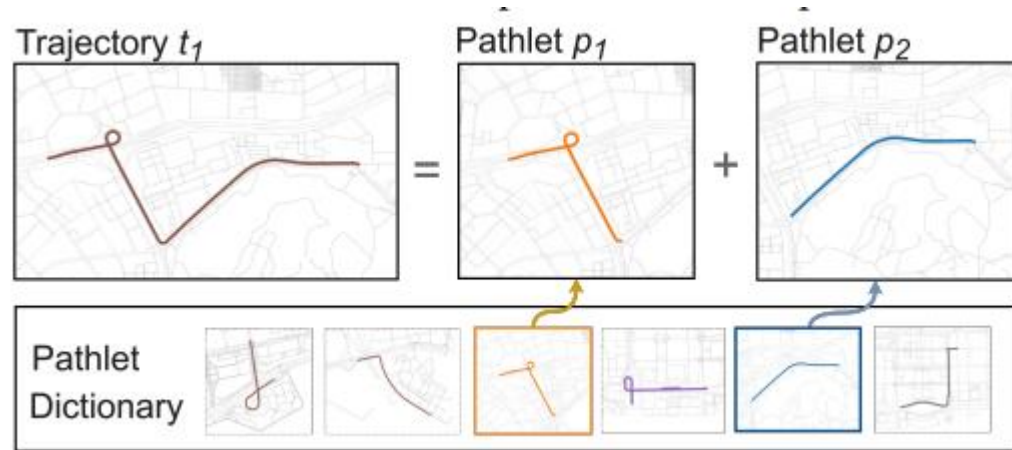 Trajectory t1
Pathlet p1
Pathlet p2
=
+
Pathlet
Dictionary